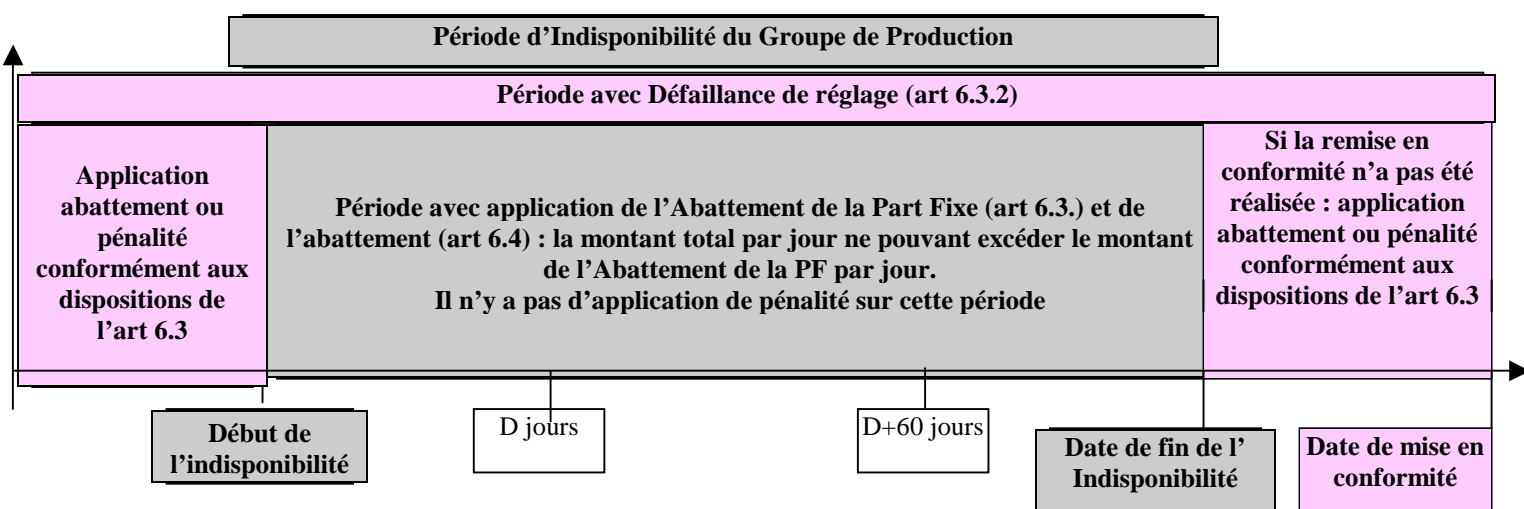 Période d’Indisponibilité du Groupe de Production
Période avec Défaillance de réglage (art 6.3.2)
Application
abattement ou
pénalité
conformément aux
dispositions de
l’art 6.3
Période avec application de l’Abattement de la Part Fixe (art 6.3.) et de
l’abattement (art 6.4) : la montant total par jour ne pouvant excéder le montant
de l’Abattement de la PF par jour.
Il n’y a pas d’application de pénalité sur cette période
Si la remise en
conformité n’a pas été
réalisée : application
abattement ou pénalité
conformément aux
dispositions de l’art 6.3
Début de
l’indisponibilité
D jours
D+60 jours
Date de fin de l’
Indisponibilité
Date de mise en
conformité